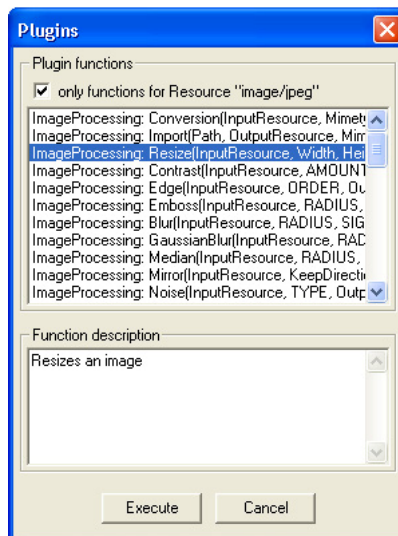 Plugins
Plugin functions
only functions for Resource "image/jpeg"
ImageProcessing: Conversion(InputResource, Mimety
ImageProcessing: Import(Path, OutputResource, Mim
ImageProcessing: Resize(InputResource, Width, Hei
ImageProcessing: Contrast(InputResource, AMOUNT
ImageProcessing: Edge(InputResource, ORDER, Ou
ImageProcessing: Emboss(InputResource, RADIUS,
ImageProcessing: Blur(InputResource, RADIUS, SIG
ImageProcessing: GaussianBlur(InputResource, RAD
ImageProcessing: Median(InputResource, RADIUS,
ImageProcessing: Mirror(InputResource, KeepDirecti
ImageProcessing: Noise(InputResource, TYPE, Outp
Function description
Resizes an image
Execute Cancel